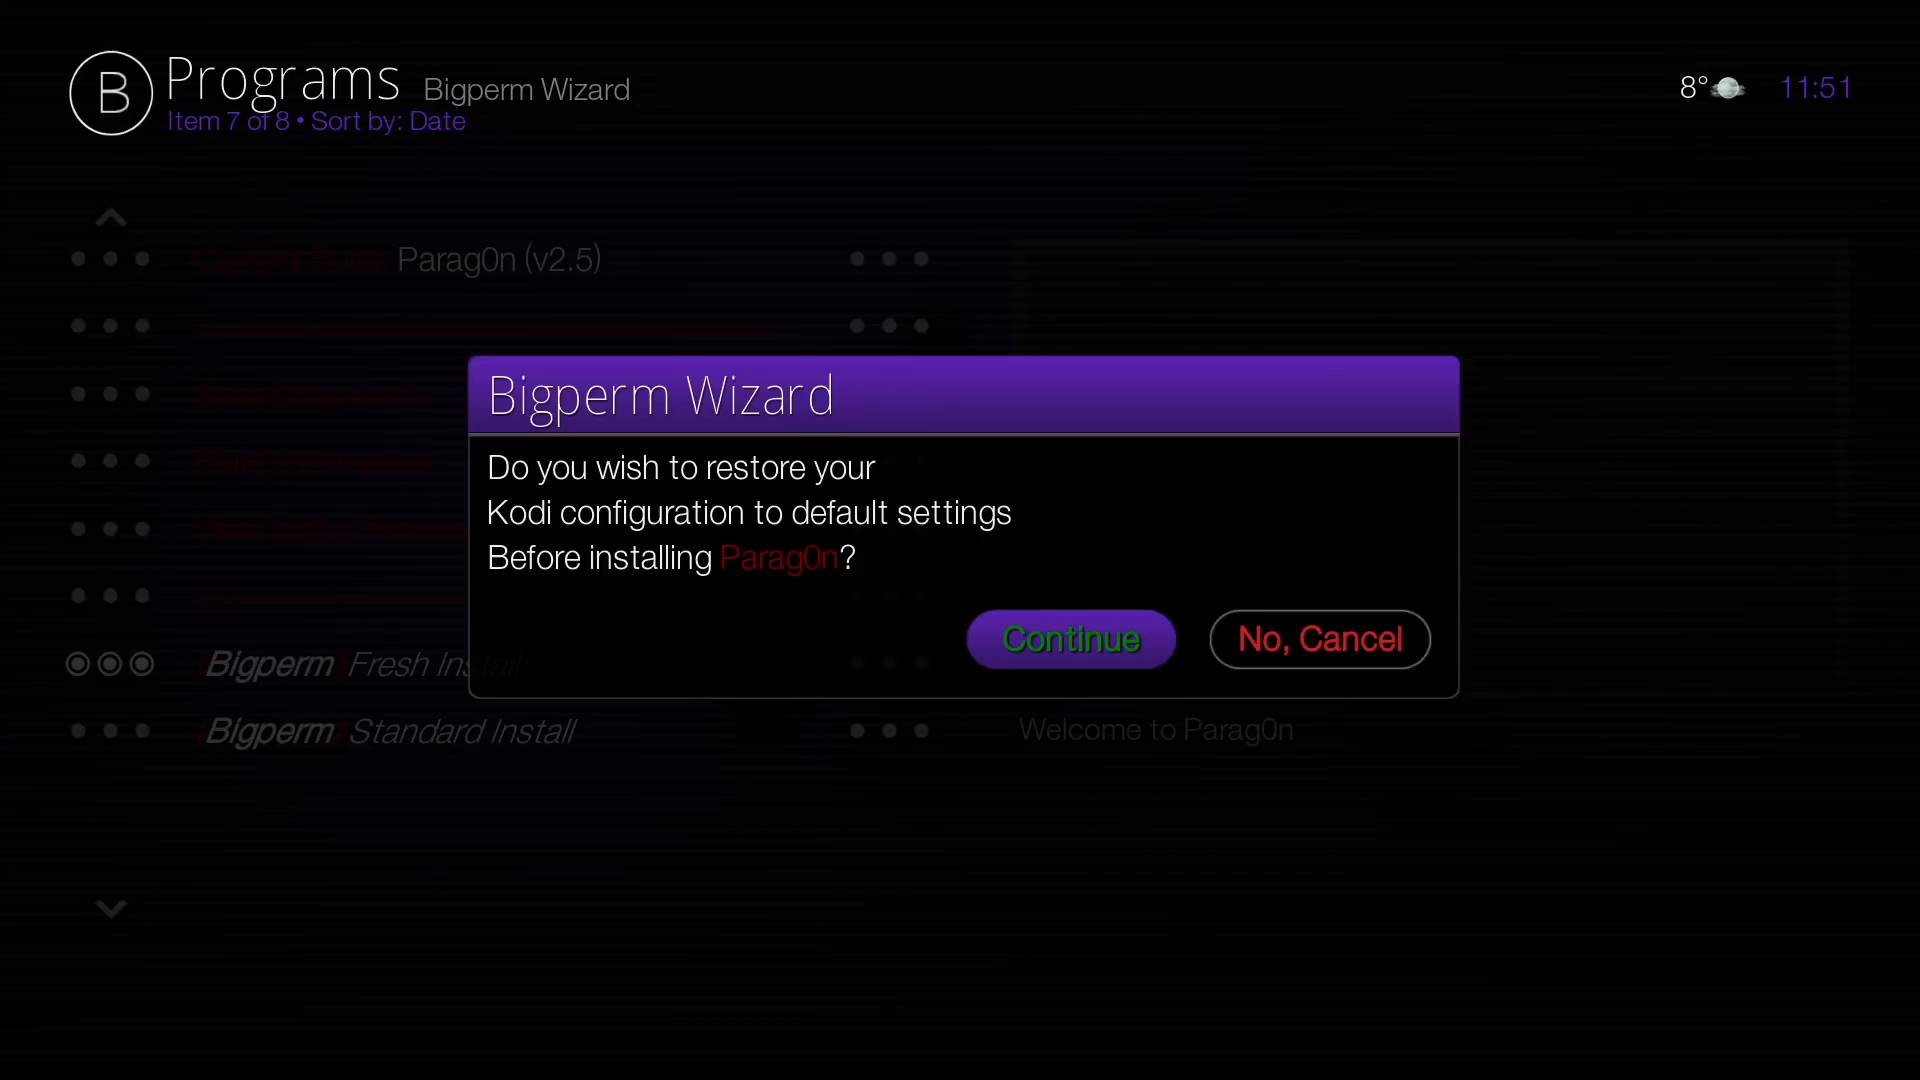 B
Programs Bigperm Wizard
Item 7 of 8 • Sort by: Date
8° 11:51
Parag0n (v2.5)
Bigperm Wizard
Do you wish to restore your
Kodi configuration to default settings
Before installing Parag0n?
Continue No, Cancel
Bigperm Fresh Install
Bigperm Standard Install
Welcome to Parag0n